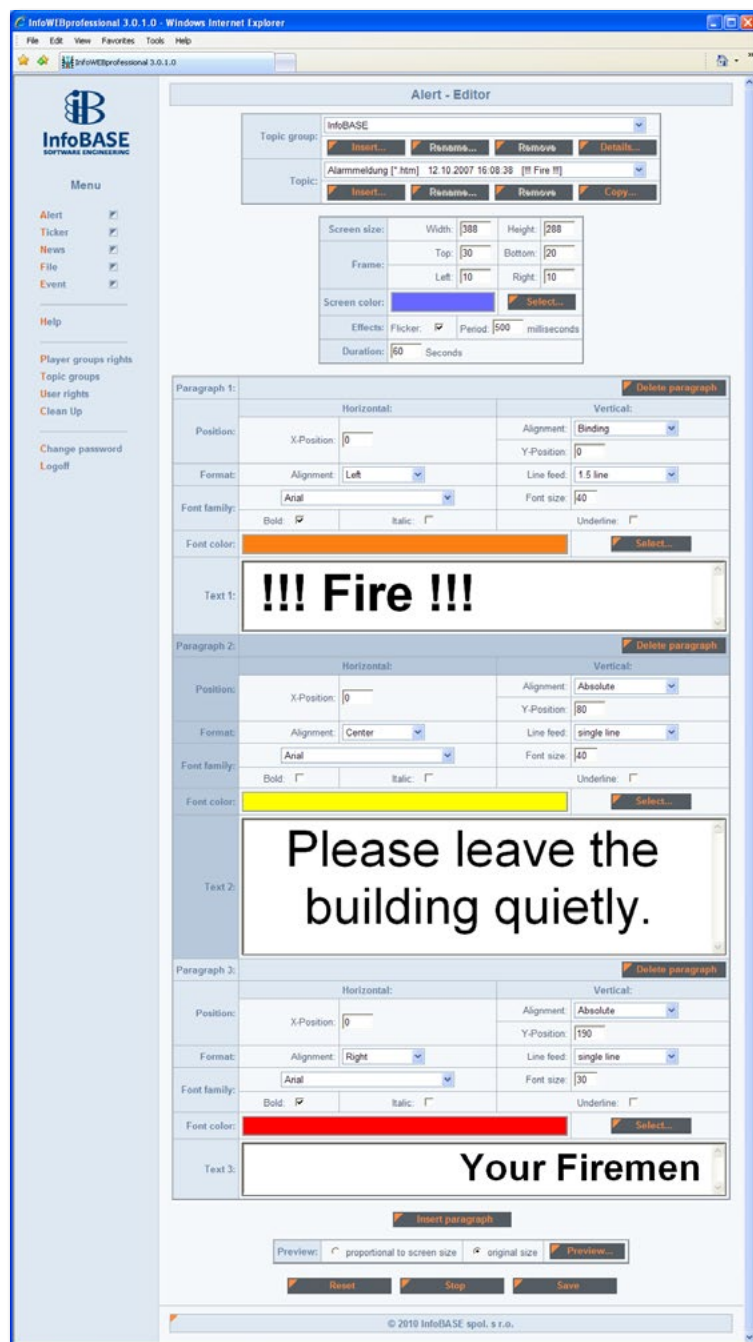 InfoWEBprofessional 3.0.1.0 - Windows Internet Explorer
File Edit View Favorites Tools Help
InfoWEBprofessional 3.0.1.0
InfoBASE
SOFTWARE ENGINEERING
Menu
Alert
Ticker
News
File
Event
Help
Player groups rights
Topic groups
User rights
Clean Up
Change password
Logoff
Alert - Editor
Topic group: InfoBASE
Insert... Rename... Remove Details...
Topic: Alarmmeldung [*.htm] 12.10.2007 16:08:38 [!!! Fire !!!]
Insert... Rename... Remove Copy...
Screen size: Width: 388 Height: 288
Frame: Top: 30 Bottom: 20
Left: 10 Right: 10
Screen color: Select...
Effects: Flicker: Period: 500 milliseconds
Duration: 60 Seconds
Paragraph 1: Delete paragraph
Horizontal: Vertical:
Position: X-Position: 0 Alignment: Binding
Y-Position: 0
Format: Alignment: Left Line feed: 1.5 line
Font family: Arial Font size: 40
Bold: Italic: Underline:
Font color: Select...
Text 1: !!! Fire !!!
Paragraph 2: Delete paragraph
Horizontal: Vertical:
Position: X-Position: 0 Alignment: Absolute
Y-Position: 80
Format: Alignment: Center Line feed: single line
Font family: Arial Font size: 40
Bold: Italic: Underline:
Font color: Select...
Text 2: Please leave the
building quietly.
Paragraph 3: Delete paragraph
Horizontal: Vertical:
Position: X-Position: 0 Alignment: Absolute
Y-Position: 190
Format: Alignment: Right Line feed: single line
Font family: Arial Font size: 30
Bold: Italic: Underline:
Font color: Select...
Text 3: Your Firemen
Insert paragraph
Preview: proportional to screen size original size Preview...
Reset Stop Save
© 2010 InfoBASE spol. s r.o.